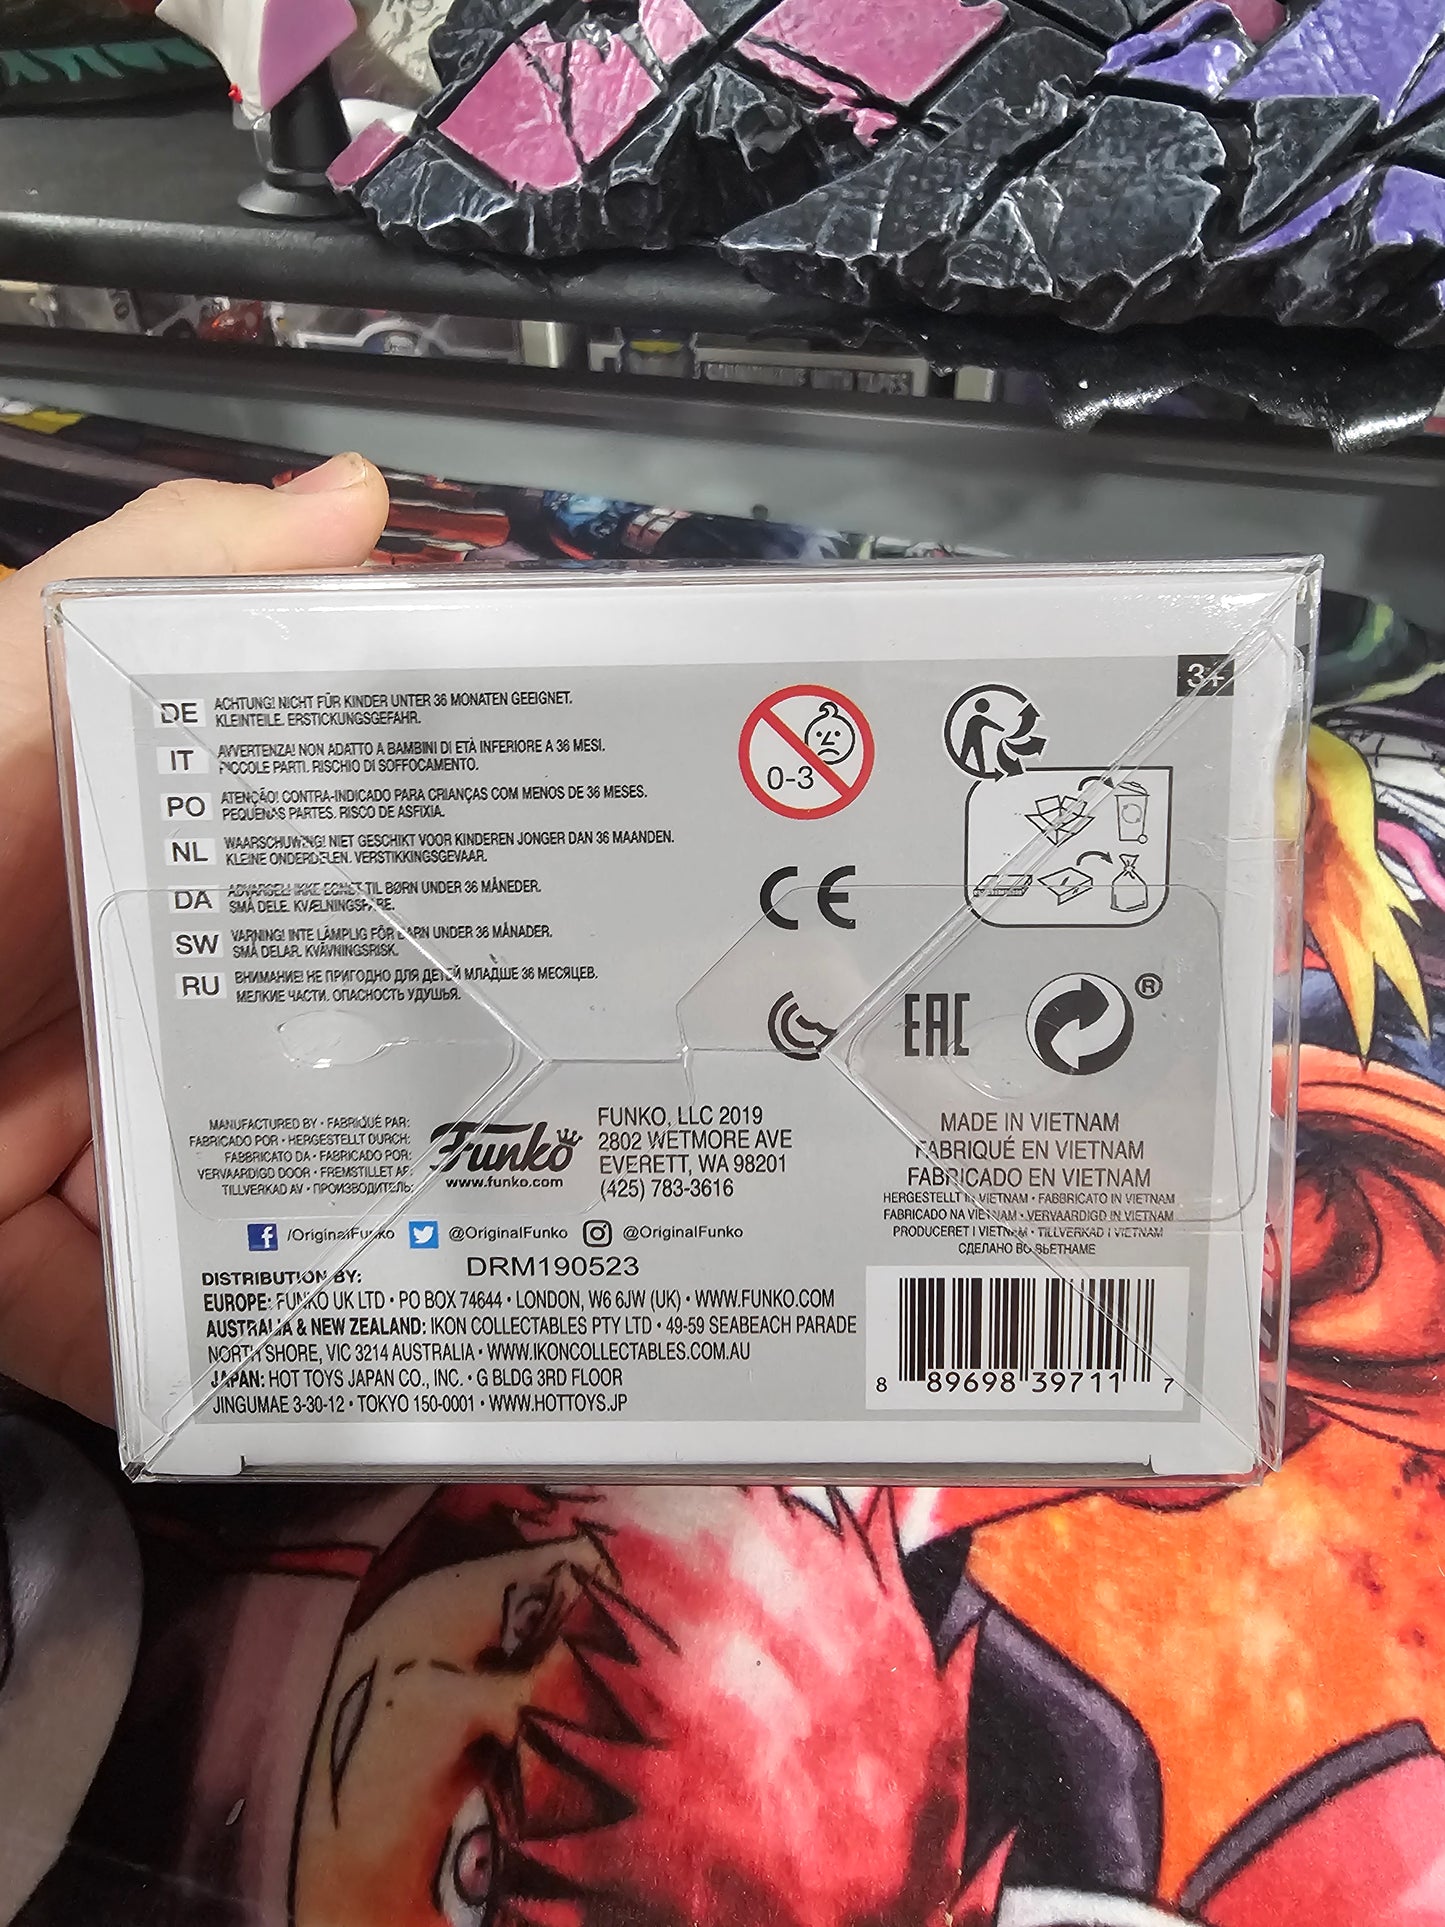 3+
DE ACHTUNG! NICHT FÜR KINDER UNTER 36 MONATEN GEEIGNET.
KLEINTEILE. ERSTICKUNGSGEFAHR.
IT AVVERTENZA! NON ADATTO A BAMBINI DI ETÀ INFERIORE A 36 MESI.
PICCOLE PARTI. RISCHIO DI SOFFOCAMENTO.
PO ATENÇÃO! CONTRA-INDICADO PARA CRIANÇAS COM MENOS DE 36 MESES.
PEQUENAS PARTES. RISCO DE ASFIXIA.
NL WAARSCHUWING! NIET GESCHIKT VOOR KINDEREN JONGER DAN 36 MAANDEN.
KLEINE ONDERDELEN. VERSTIKKINGSGEVAAR.
DA ADVARSEL! IKKE EGNET TIL BØRN UNDER 36 MÅNEDER.
SMÅ DELE. KVÆLNINGSFARE.
SW VARNING! INTE LÄMPLIG FÖR BARN UNDER 36 MÅNADER.
SMÅ DELAR. KVÄVNINGSRISK.
RU ВНИМАНИЕ! НЕ ПРИГОДНО ДЛЯ ДЕТЕЙ МЛАДШЕ 36 МЕСЯЦЕВ.
МЕЛКИЕ ЧАСТИ. ОПАСНОСТЬ УДУШЬЯ.
0-3
CE
EAC
®
MANUFACTURED BY • FABRIQUÉ PAR:
FABRICADO POR • HERGESTELLT DURCH:
FABBRICATO DA • FABRICADO POR:
VERVAARDIGD DOOR • FREMSTILLET AF:
TILLVERKAD AV • ПРОИЗВОДИТЕЛЬ:
Funko
www.funko.com
FUNKO, LLC 2019
2802 WETMORE AVE
EVERETT, WA 98201
(425) 783-3616
MADE IN VIETNAM
FABRIQUÉ EN VIETNAM
FABRICADO EN VIETNAM
HERGESTELLT IN VIETNAM • FABBRICATO IN VIETNAM
FABRICADO NA VIETNAM • VERVAARDIGD IN VIETNAM
PRODUCERET I VIETNAM • TILLVERKAD I VIETNAM
СДЕЛАНО ВО ВЬЕТНАМЕ
/OriginalFunko @OriginalFunko @OriginalFunko
DRM190523
DISTRIBUTION BY:
EUROPE: FUNKO UK LTD • PO BOX 74644 • LONDON, W6 6JW (UK) • WWW.FUNKO.COM
AUSTRALIA & NEW ZEALAND: IKON COLLECTABLES PTY LTD • 49-59 SEABEACH PARADE
NORTH SHORE, VIC 3214 AUSTRALIA • WWW.IKONCOLLECTABLES.COM.AU
JAPAN: HOT TOYS JAPAN CO., INC. • G BLDG 3RD FLOOR
JINGUMAE 3-30-12 • TOKYO 150-0001 • WWW.HOTTOYS.JP
8 89698 39711 7